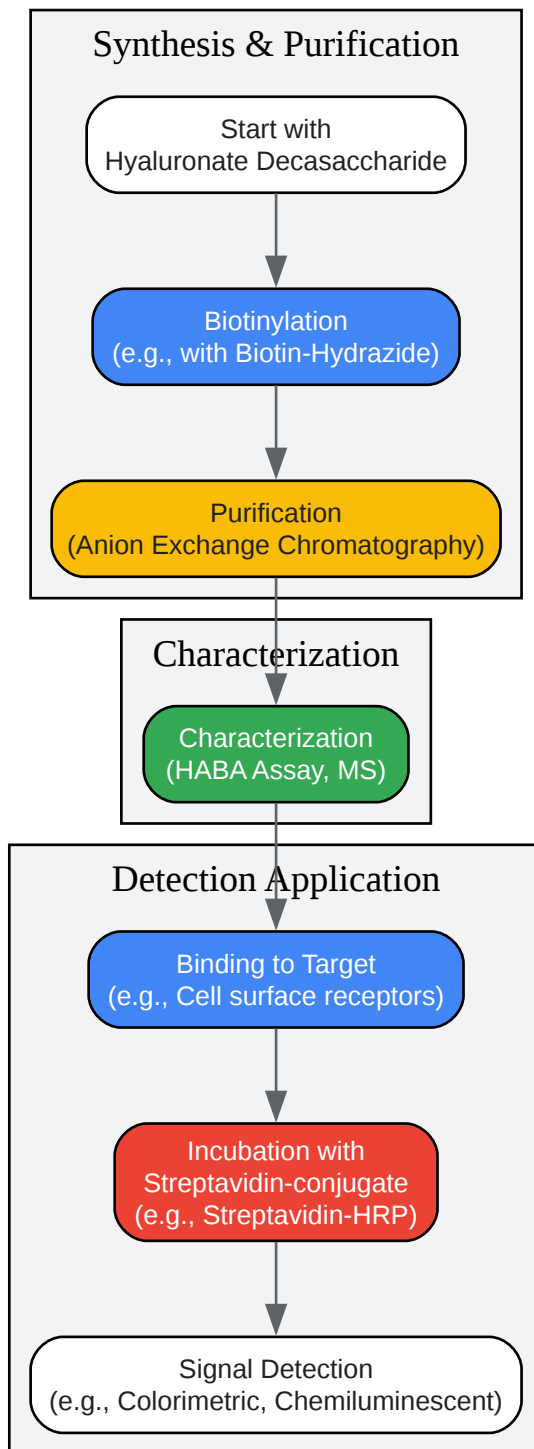 Synthesis & Purification
Start with
Hyaluronate Decasaccharide
Biotinylation
(e.g., with Biotin-Hydrazide)
Purification
(Anion Exchange Chromatography)
Characterization
Characterization
(HABA Assay, MS)
Detection Application
Binding to Target
(e.g., Cell surface receptors)
Incubation with
Streptavidin-conjugate
(e.g., Streptavidin-HRP)
Signal Detection
(e.g., Colorimetric, Chemiluminescent)